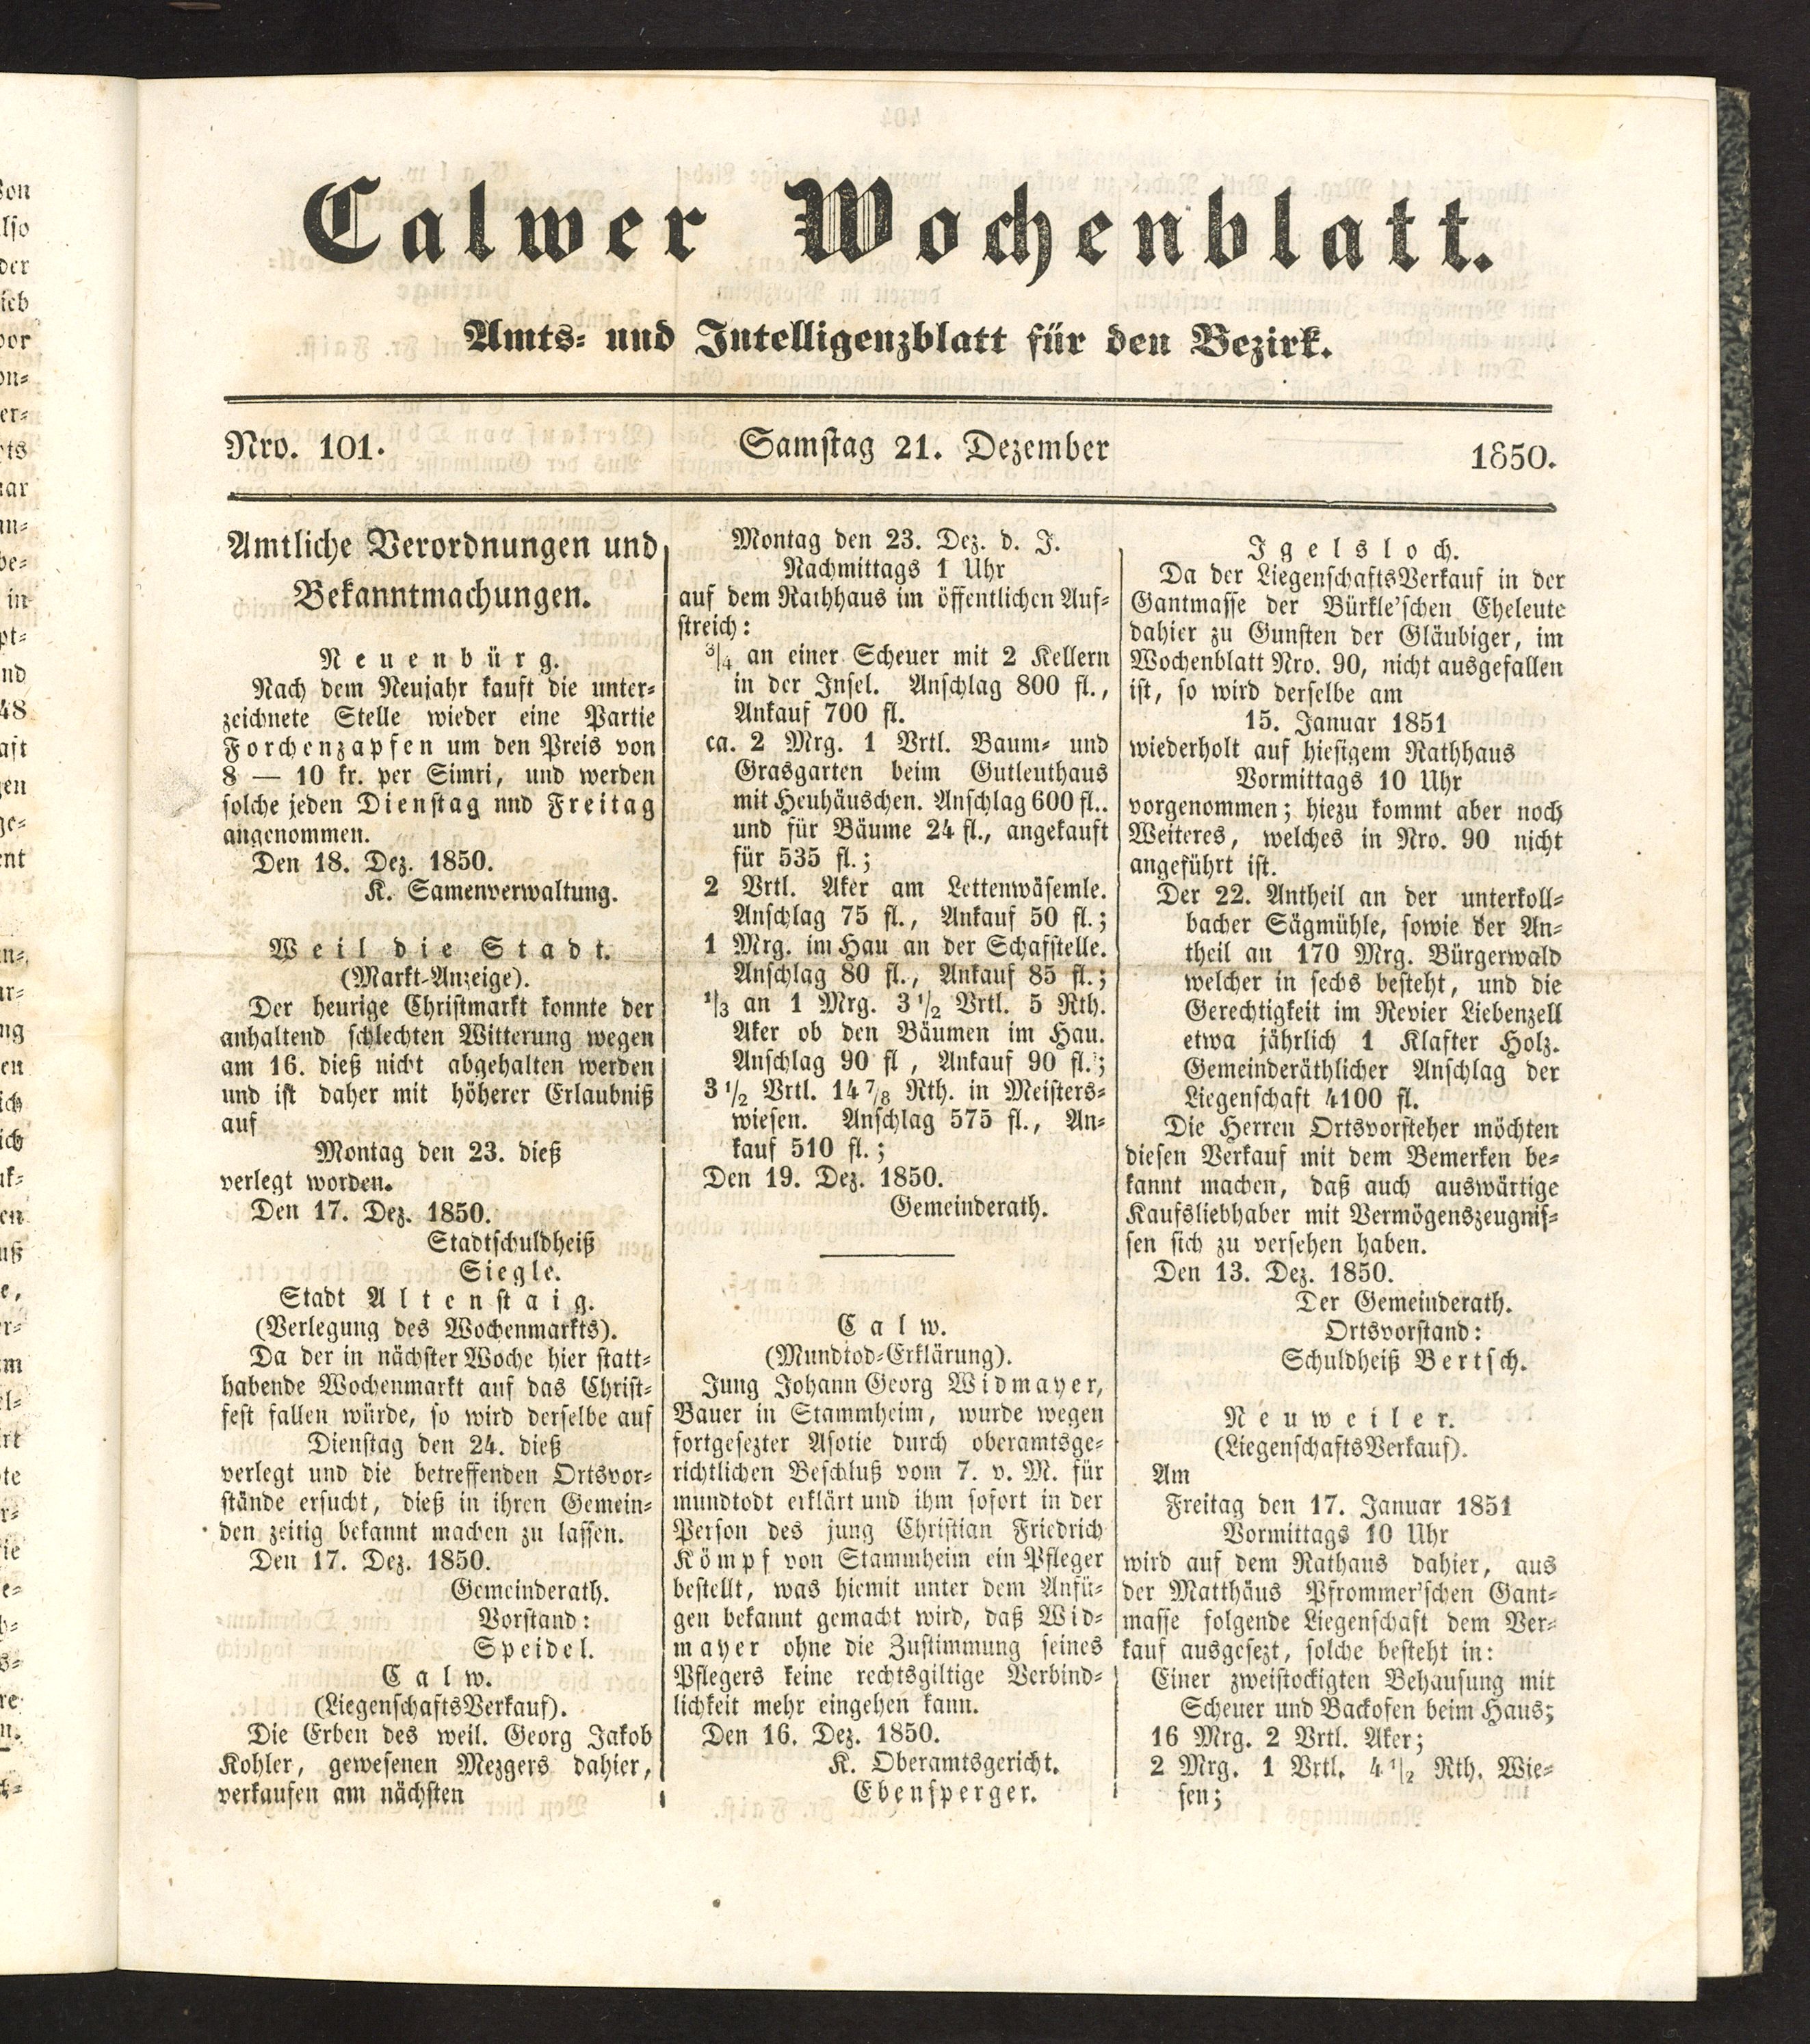 Calwer Wochenblatt.
Amts- und Intelligenzblatt für den Bezirk.
Nro. 101.
Samstag 21. Dezember
1850.
Amtliche Verordnungen und
Bekanntmachungen.
Neuenbürg.
Nach dem Neujahr kauft die unter-
zeichnete Stelle wieder eine Partie
Forchenzapfen um den Preis von
8 — 10 kr. per Simri, und werden
solche jeden Dienstag nnd Freitag
angenommen.
Den 18. Dez. 1850.
K. Samenverwaltung.
Weil die Stadt.
(Markt-Anzeige).
Der heurige Christmarkt konnte der
anhaltend schlechten Witterung wegen
am 16. dieß nicht abgehalten werden
und ist daher mit höherer Erlaubniß
auf
Montag den 23. dieß
verlegt worden.
Den 17. Dez. 1850.
Stadtschuldheiß
Siegle.
Stadt Altenstaig.
(Verlegung des Wochenmarkts).
Da der in nächster Woche hier statt-
habende Wochenmarkt auf das Christ-
fest fallen würde, so wird derselbe auf
Dienstag den 24. dieß
verlegt und die betreffenden Ortsvor-
stände ersucht, dieß in ihren Gemein-
den zeitig bekannt machen zu lassen.
Den 17. Dez. 1850.
Gemeinderath.
Vorstand:
Speidel.
Calw.
(LiegenschaftsVerkauf).
Die Erben des weil. Georg Jakob
Kohler, gewesenen Mezgers dahier,
verkaufen am nächsten
Montag den 23. Dez. d. J.
Nachmittags 1 Uhr
auf dem Rathhaus im öffentlichen Auf-
streich:
3/4 an einer Scheuer mit 2 Kellern
in der Insel. Anschlag 800 fl.,
Ankauf 700 fl.
ca. 2 Mrg. 1 Vrtl. Baum- und
Grasgarten beim Gutleuthaus
mit Heuhäuschen. Anschlag 600 fl..
und für Bäume 24 fl., angekauft
für 535 fl.;
2 Vrtl. Aker am Lettenwäsemle.
Anschlag 75 fl., Ankauf 50 fl.;
1 Mrg. im Hau an der Schafstelle.
Anschlag 80 fl., Ankauf 85 fl.;
1/3 an 1 Mrg. 3 1/2 Vrtl. 5 Rth.
Aker ob den Bäumen im Hau.
Anschlag 90 fl , Ankauf 90 fl.;
3 1/2 Vrtl. 14 7/8 Rth. in Meisters-
wiesen. Anschlag 575 fl., An-
kauf 510 fl.;
Den 19. Dez. 1850.
Gemeinderath.
Calw.
(Mundtod-Erklärung).
Jung Johann Georg Widmayer,
Bauer in Stammheim, wurde wegen
fortgesezter Asotie durch oberamtsge-
richtlichen Beschluß vom 7. v. M. für
mundtodt erklärt und ihm sofort in der
Person des jung Christian Friedrich
Kömpf von Stammheim ein Pfleger
bestellt, was hiemit unter dem Anfü-
gen bekannt gemacht wird, daß Wid-
mayer ohne die Zustimmung seines
Pflegers keine rechtsgiltige Verbind-
lichkeit mehr eingehen kann.
Den 16. Dez. 1850.
K. Oberamtsgericht.
Ebensperger.
Igelsloch.
Da der LiegenschaftsVerkauf in der
Gantmasse der Bürkle'schen Eheleute
dahier zu Gunsten der Gläubiger, im
Wochenblatt Nro. 90, nicht ausgefallen
ist, so wird derselbe am
15. Januar 1851
wiederholt auf hiesigem Rathhaus
Vormittags 10 Uhr
vorgenommen; hiezu kommt aber noch
Weiteres, welches in Nro. 90 nicht
angeführt ist.
Der 22. Antheil an der unterkoll-
bacher Sägmühle, sowie der An-
theil an 170 Mrg. Bürgerwald
welcher in sechs besteht, und die
Gerechtigkeit im Revier Liebenzell
etwa jährlich 1 Klafter Holz.
Gemeinderäthlicher Anschlag der
Liegenschaft 4100 fl.
Die Herren Ortsvorsteher möchten
diesen Verkauf mit dem Bemerken be-
kannt machen, daß auch auswärtige
Kaufsliebhaber mit Vermögenszeugnis-
sen sich zu versehen haben.
Den 13. Dez. 1850.
Der Gemeinderath.
Ortsvorstand:
Schuldheiß Bertsch.
Neuweiler.
(LiegenschaftsVerkauf).
Am
Freitag den 17. Januar 1851
Vormittags 10 Uhr
wird auf dem Rathaus dahier, aus
der Matthäus Pfrommer'schen Gant-
masse folgende Liegenschaft dem Ver-
kauf ausgesezt, solche besteht in:
Einer zweistockigten Behausung mit
Scheuer und Backofen beim Haus;
16 Mrg. 2 Vrtl. Aker;
2 Mrg. 1 Vrtl. 4 1/2 Rth. Wie-
sen;